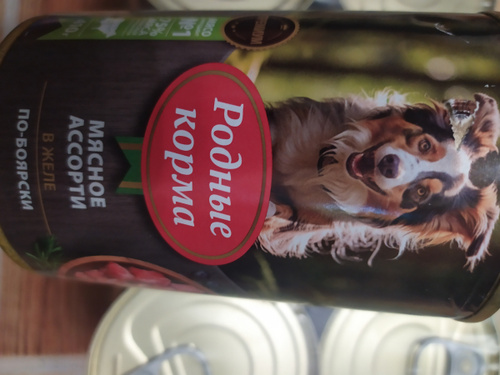 Родные
корма
МЯСНОЕ
АССОРТИ
В ЖЕЛЕ
ПО-БОЯРСКИ